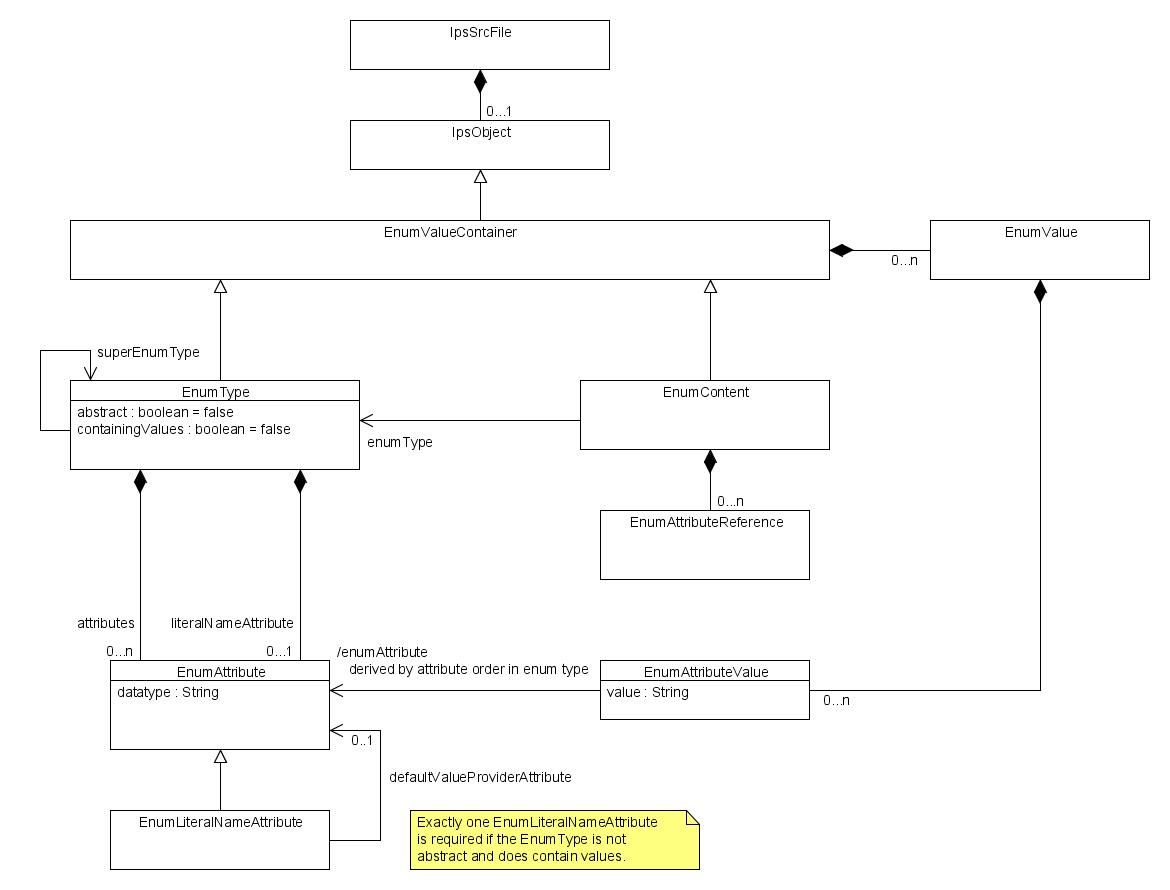 IpsSrcFile
0...1
IpsObject
EnumValueContainer
EnumValue
0...n
superEnumType
EnumType
abstract : boolean = false
containingValues : boolean = false
EnumContent
enumType
0...n
EnumAttributeReference
attributes
literalNameAttribute
0...n
0...1
/enumAttribute
derived by attribute order in enum type
EnumAttribute
datatype : String
EnumAttributeValue
value : String
0...n
0..1
defaultValueProviderAttribute
EnumLiteralNameAttribute
Exactly one EnumLiteralNameAttribute
is required if the EnumType is not
abstract and does contain values.